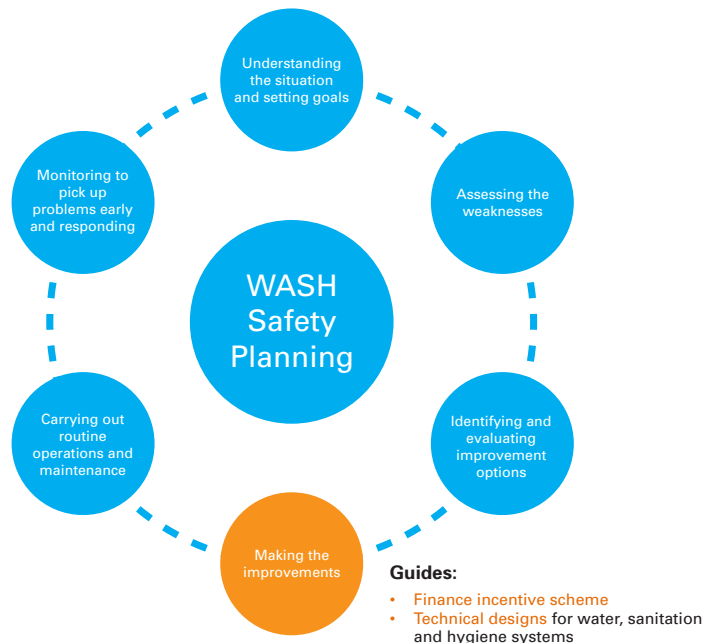 Understanding
the situation
and setting goals
Monitoring to
pick up
problems early
and responding
Assessing the
weaknesses
WASH
Safety
Planning
Carrying out
routine
operations and
maintenance
Identifying and
evaluating
improvement
options
Making the
improvements
Guides:
• Finance incentive scheme
• Technical designs for water, sanitation
and hygiene systems